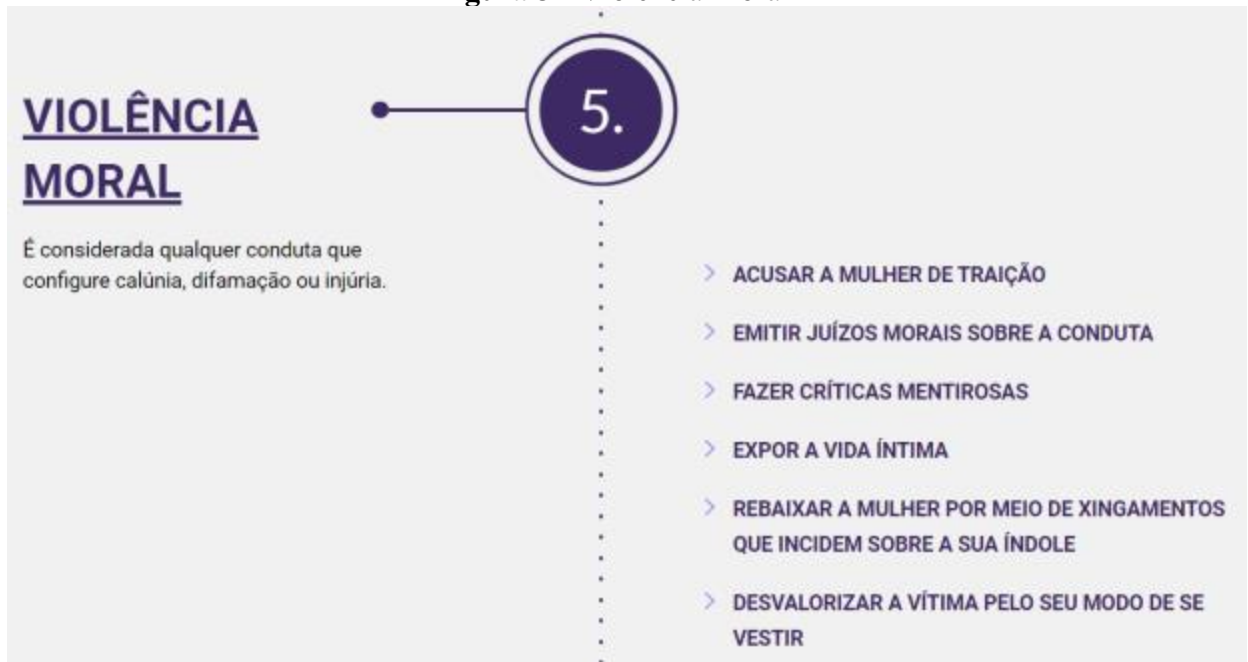 VIOLÊNCIA
MORAL
5.
É considerada qualquer conduta que
configure calúnia, difamação ou injúria.
> ACUSAR A MULHER DE TRAIÇÃO
> EMITIR JUÍZOS MORAIS SOBRE A CONDUTA
> FAZER CRÍTICAS MENTIROSAS
> EXPOR A VIDA ÍNTIMA
> REBAIXAR A MULHER POR MEIO DE XINGAMENTOS
QUE INCIDEM SOBRE A SUA ÍNDOLE
> DESVALORIZAR A VÍTIMA PELO SEU MODO DE SE
VESTIR